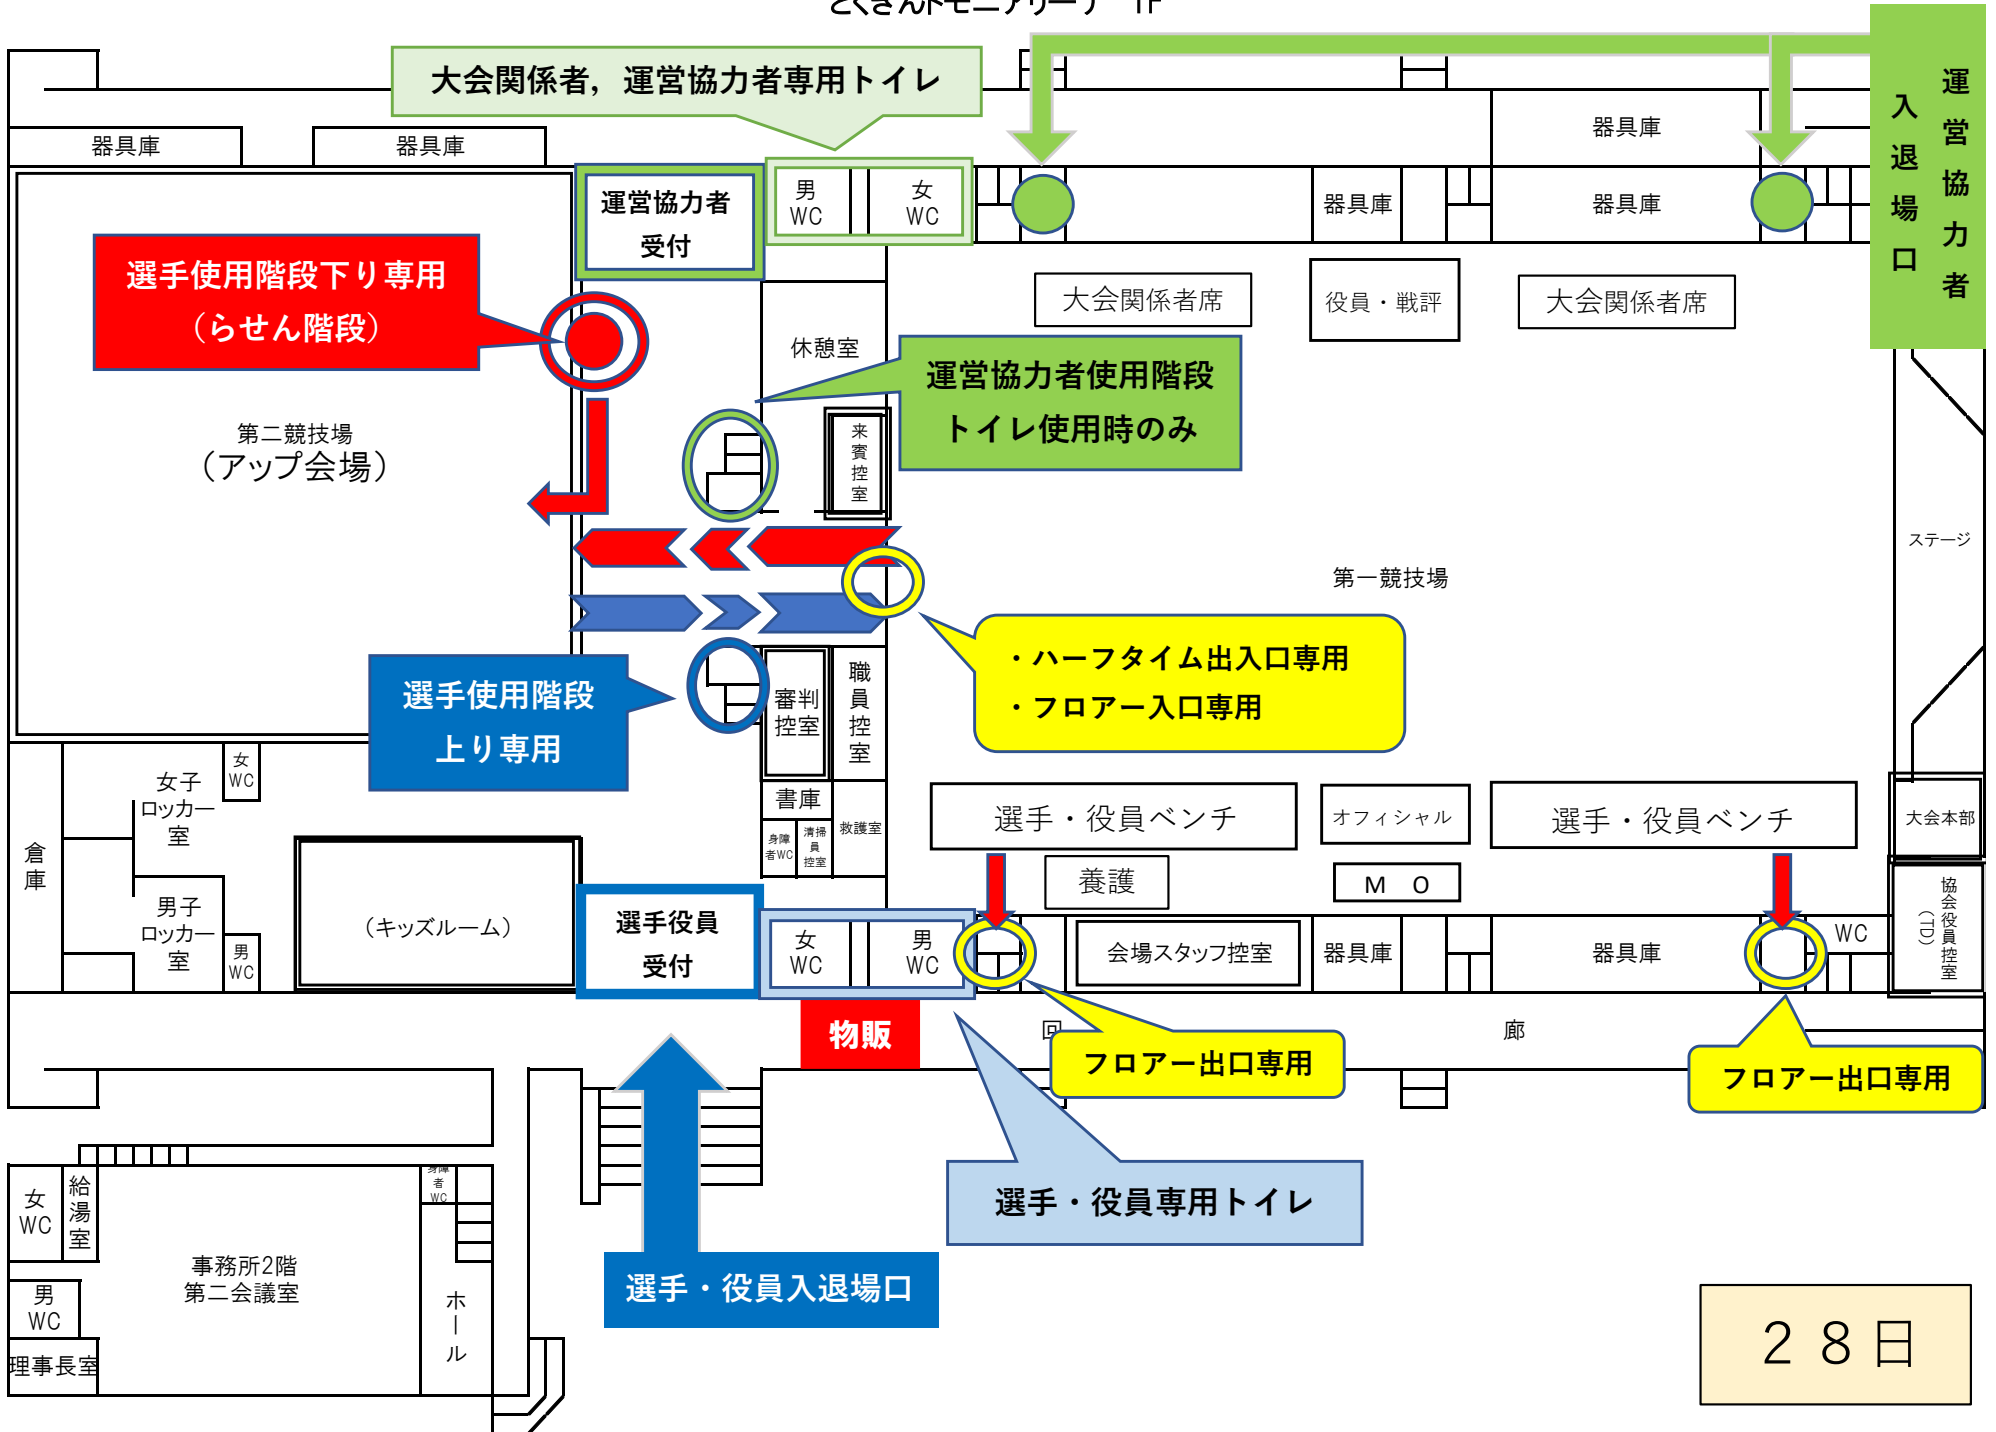 とくぎんトモニアリーナ 1F
大会関係者，運営協力者専用トイレ
運営協力者
入退場口
器具庫
器具庫
器具庫
運営協力者
受付
男
WC
女
WC
器具庫
器具庫
選手使用階段下り専用
（らせん階段）
大会関係者席
役員・戦評
大会関係者席
休憩室
運営協力者使用階段
トイレ使用時のみ
来賓控室
第二競技場
（アップ会場）
ステージ
第一競技場
・ハーフタイム出入口専用
・フロアー入口専用
選手使用階段
上り専用
審判
控室
職員控室
女
WC
女子
ロッカー
室
書庫
身障
者WC
清掃
員
控室
救護室
選手・役員ベンチ
オフィシャル
選手・役員ベンチ
大会本部
倉庫
養護
ＭＯ
男子
ロッカー
室
男
WC
（キッズルーム）
選手役員
受付
女
WC
男
WC
会場スタッフ控室
器具庫
器具庫
WC
協会役員控室
（TD）
物販
回
廊
フロアー出口専用
フロアー出口専用
選手・役員専用トイレ
女
WC
給湯室
身障
者
WC
事務所2階
第二会議室
男
WC
ホール
理事長室
選手・役員入退場口
２８日